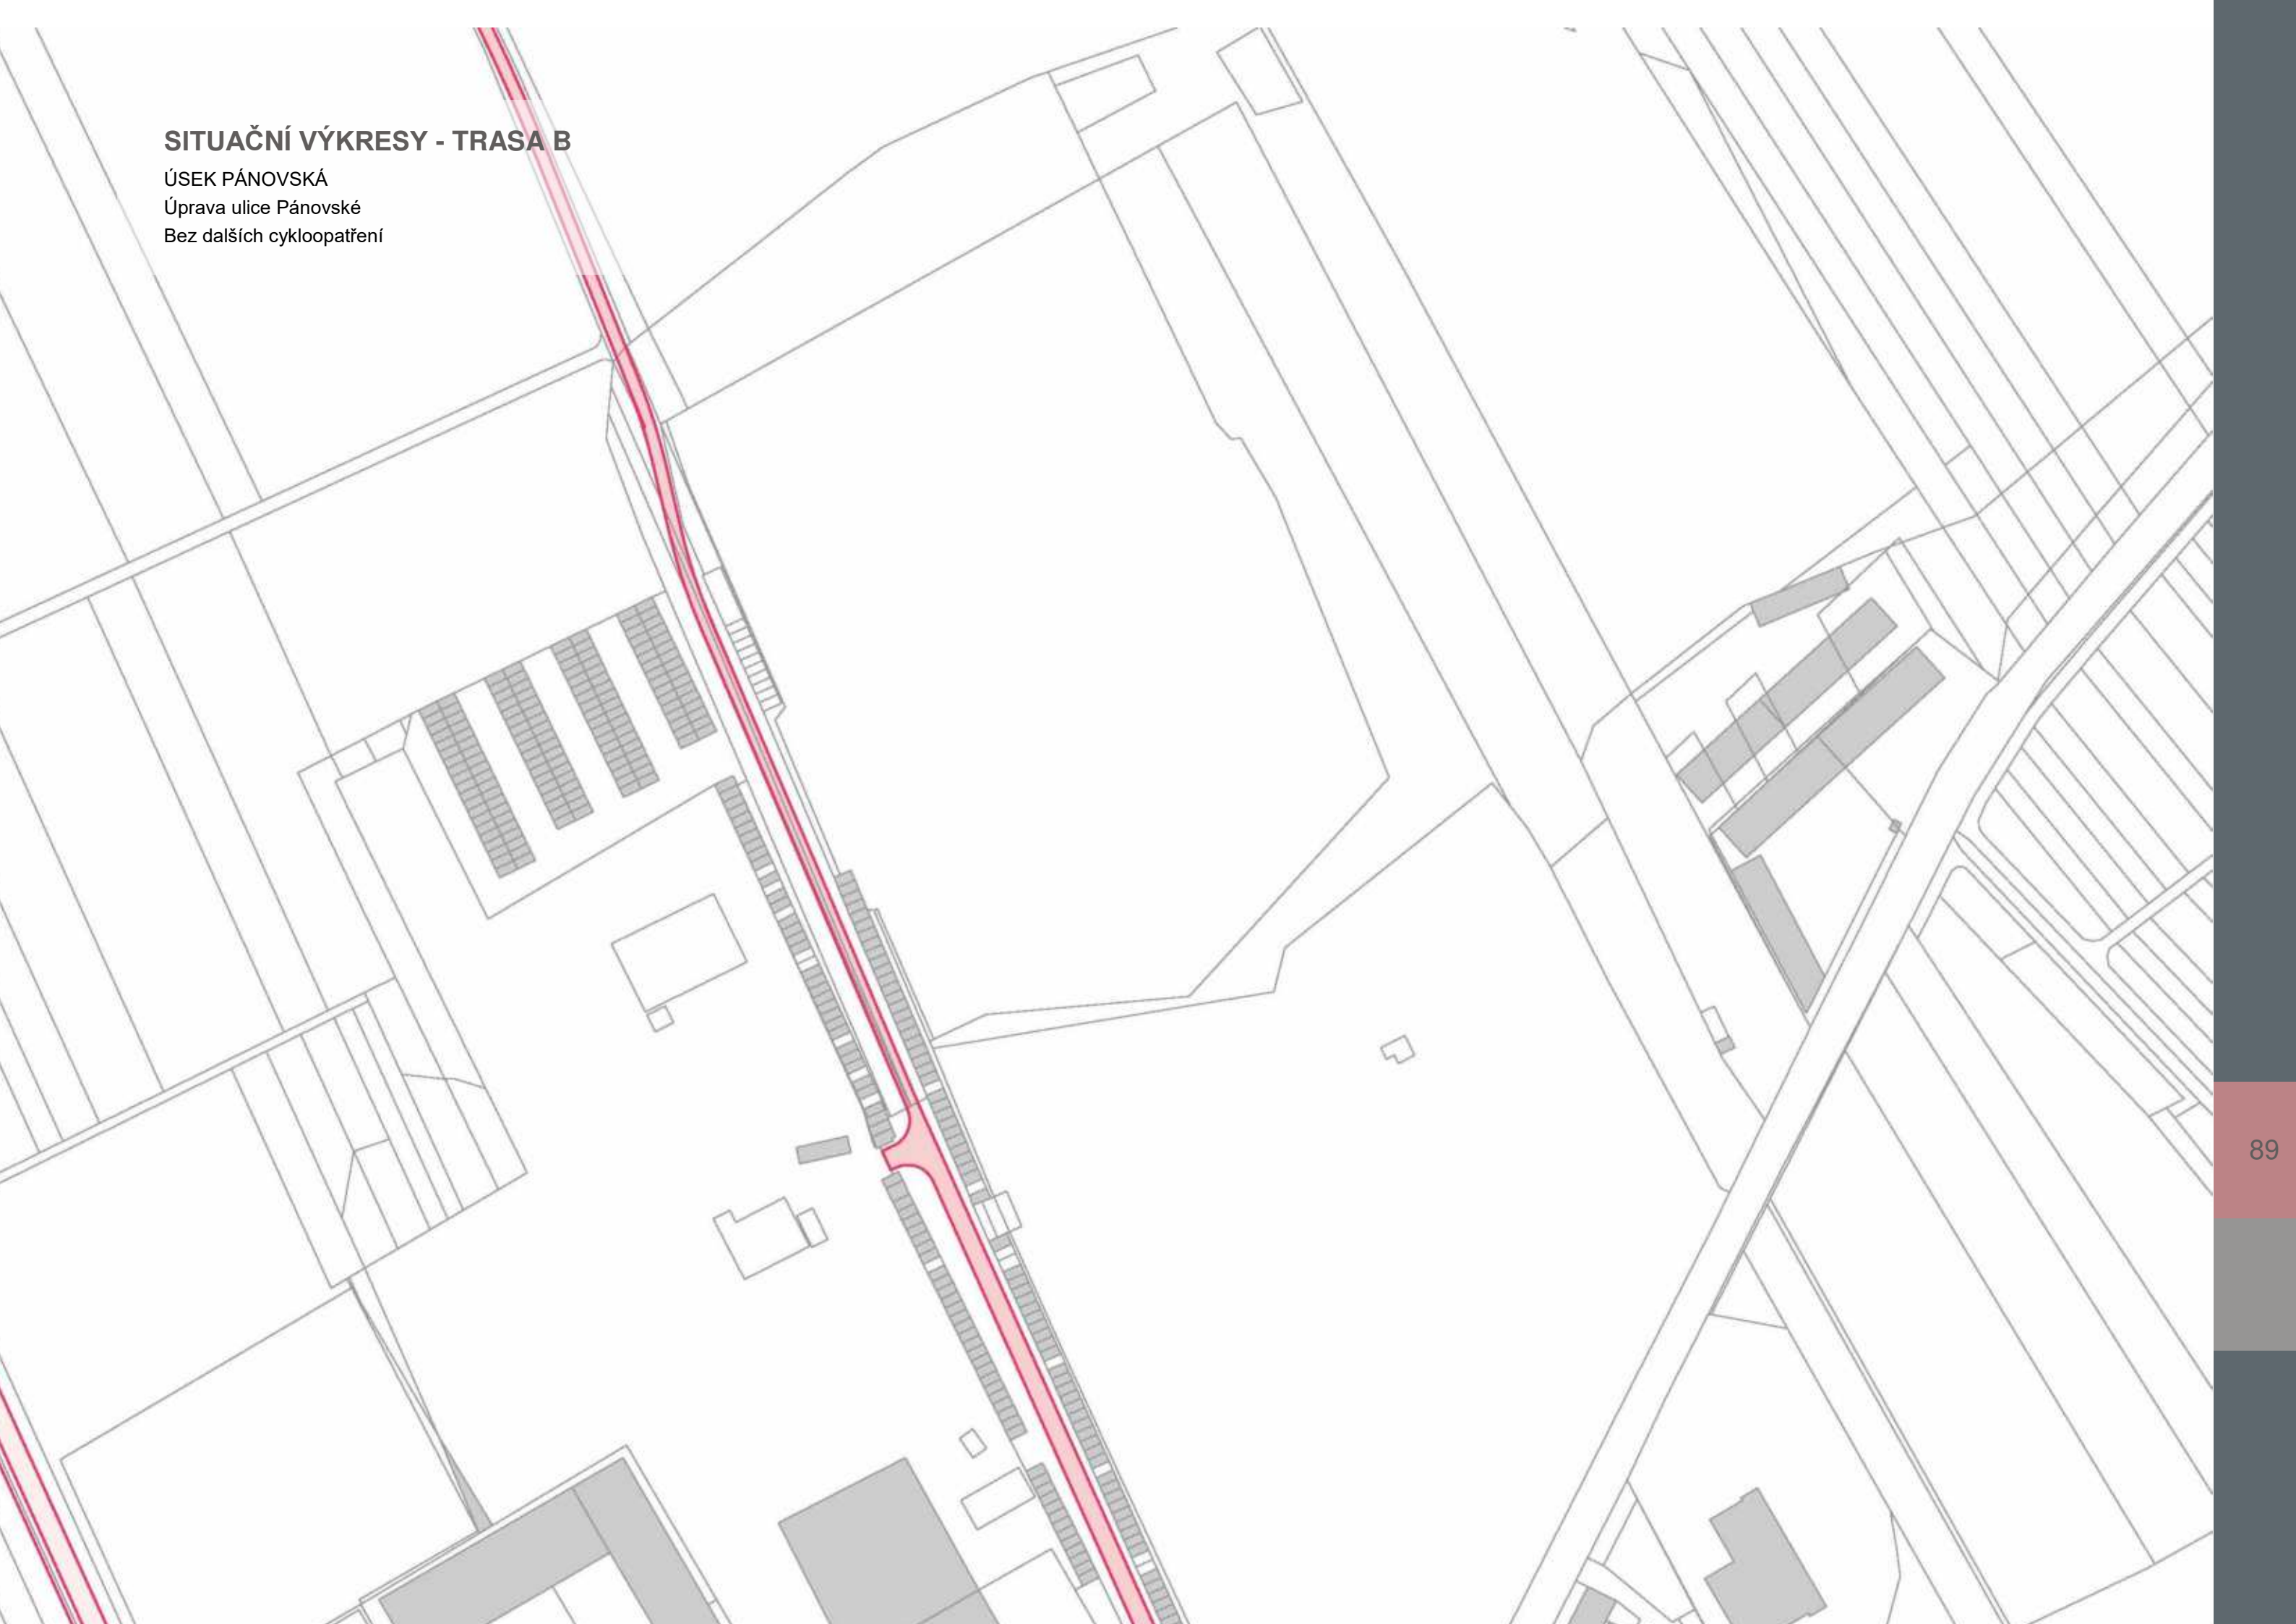 SITUAČNÍ VÝKRESY - TRASA B
ÚSEK PÁNOVSKÁ
Úprava ulice Pánovské
Bez dalších cykloopatření
89